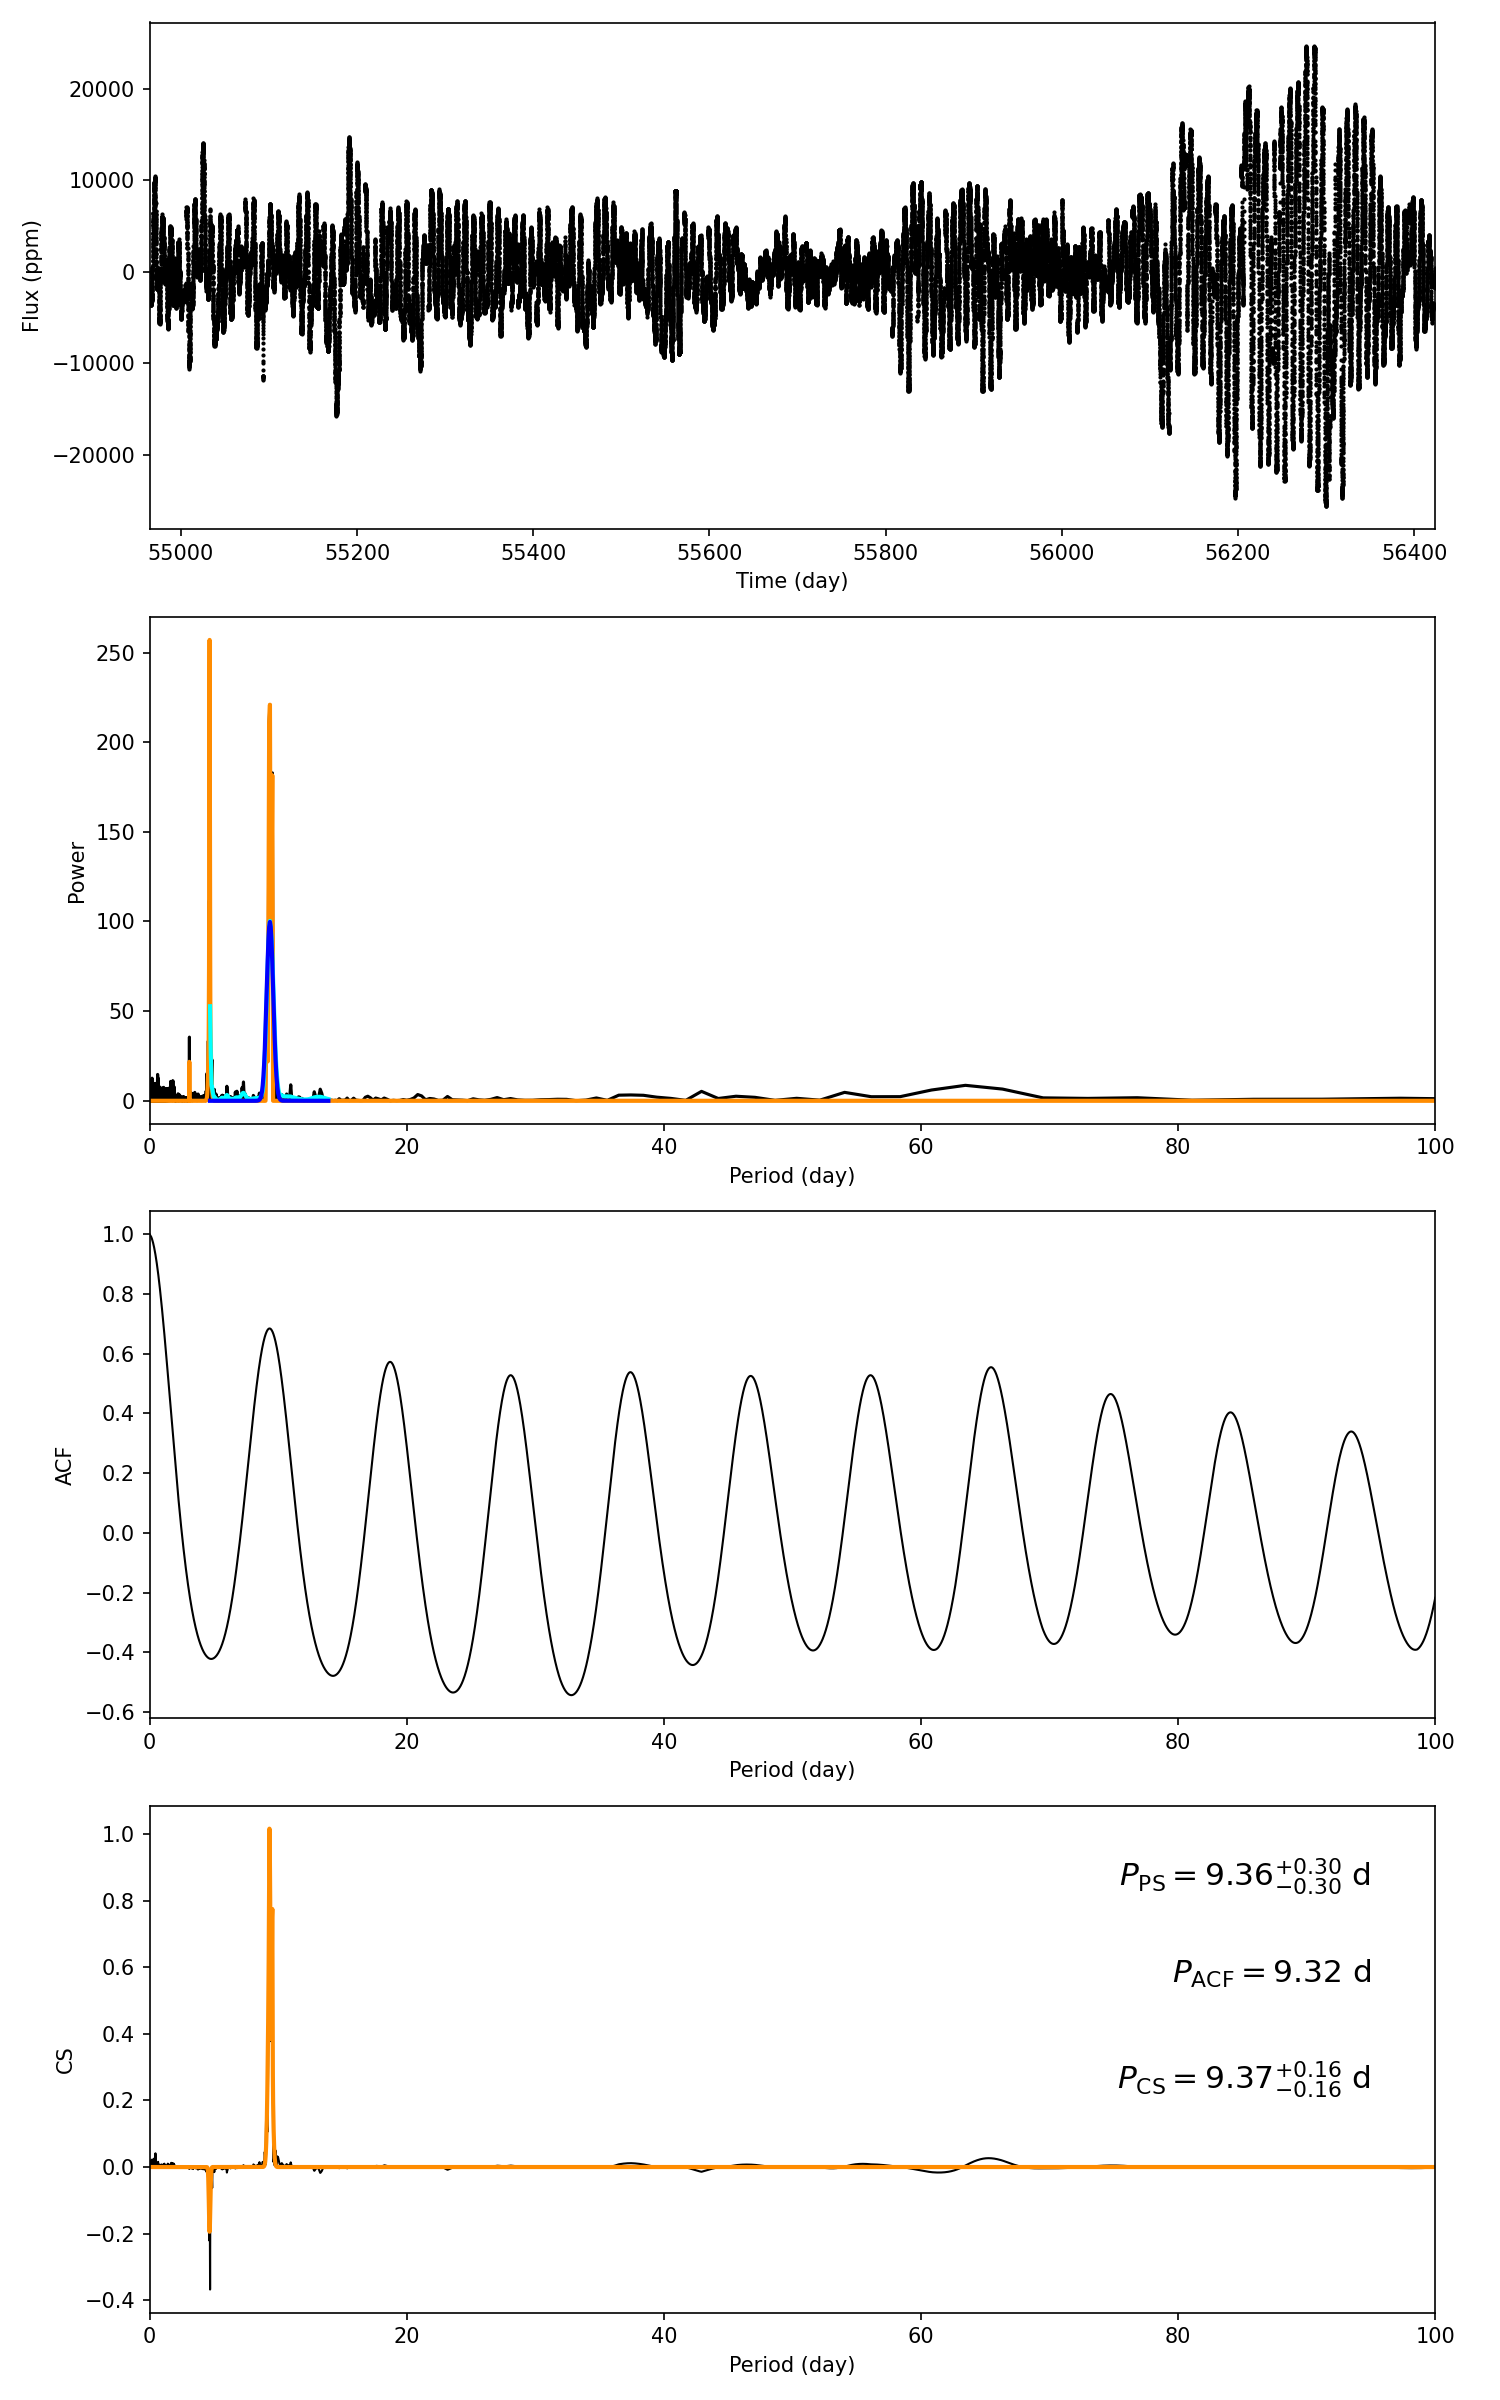 20000
10000
0
−10000
−20000
Flux (ppm)
55000 55200 55400 55600 55800 56000 56200 56400
Time (day)
250
200
150
100
50
0
Power
0 20 40 60 80 100
Period (day)
1.0
0.8
0.6
0.4
0.2
0.0
−0.2
−0.4
−0.6
ACF
0 20 40 60 80 100
Period (day)
1.0
0.8
0.6
0.4
0.2
0.0
−0.2
−0.4
CS
P_PS = 9.36 +0.30 −0.30 d
P_ACF = 9.32 d
P_CS = 9.37 +0.16 −0.16 d
0 20 40 60 80 100
Period (day)